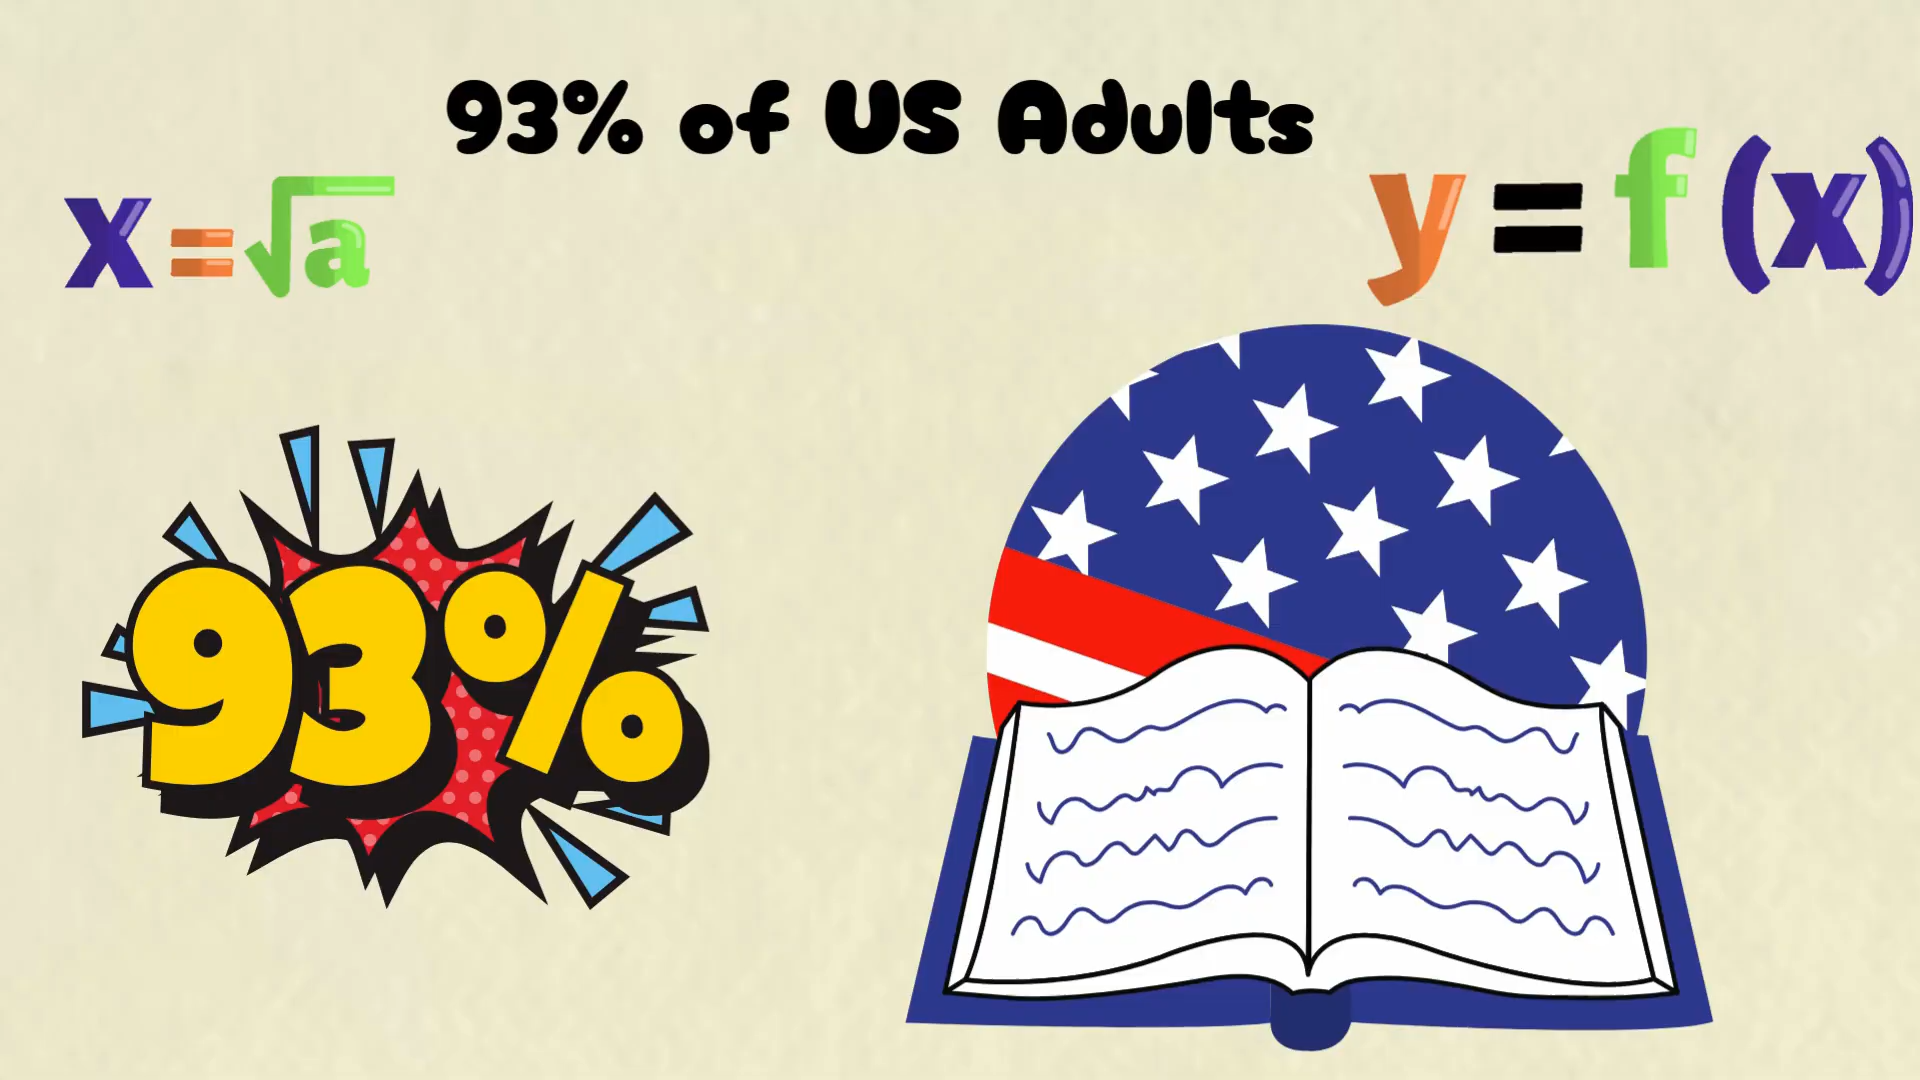 93% of US Adults
x=√a
y=f(x)
93%